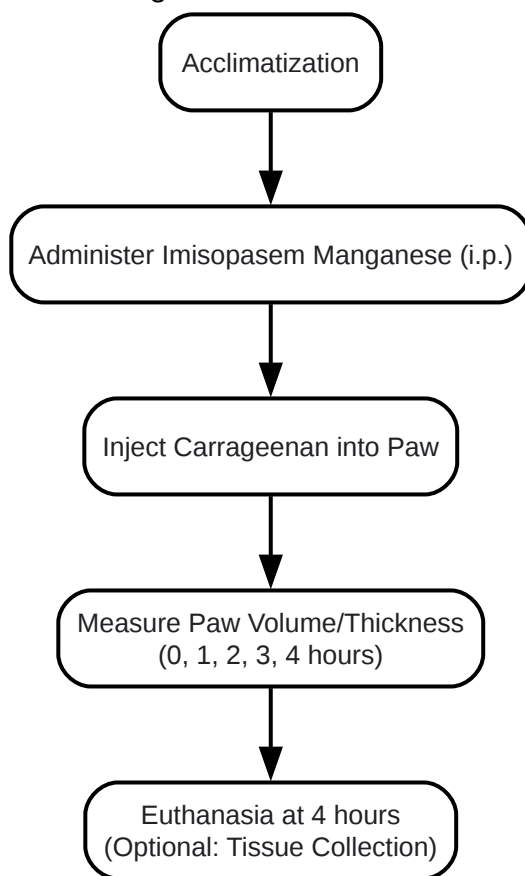 Acclimatization
Administer Imisopasem Manganese (i.p.)
Inject Carrageenan into Paw
Measure Paw Volume/Thickness
(0, 1, 2, 3, 4 hours)
Euthanasia at 4 hours
(Optional: Tissue Collection)